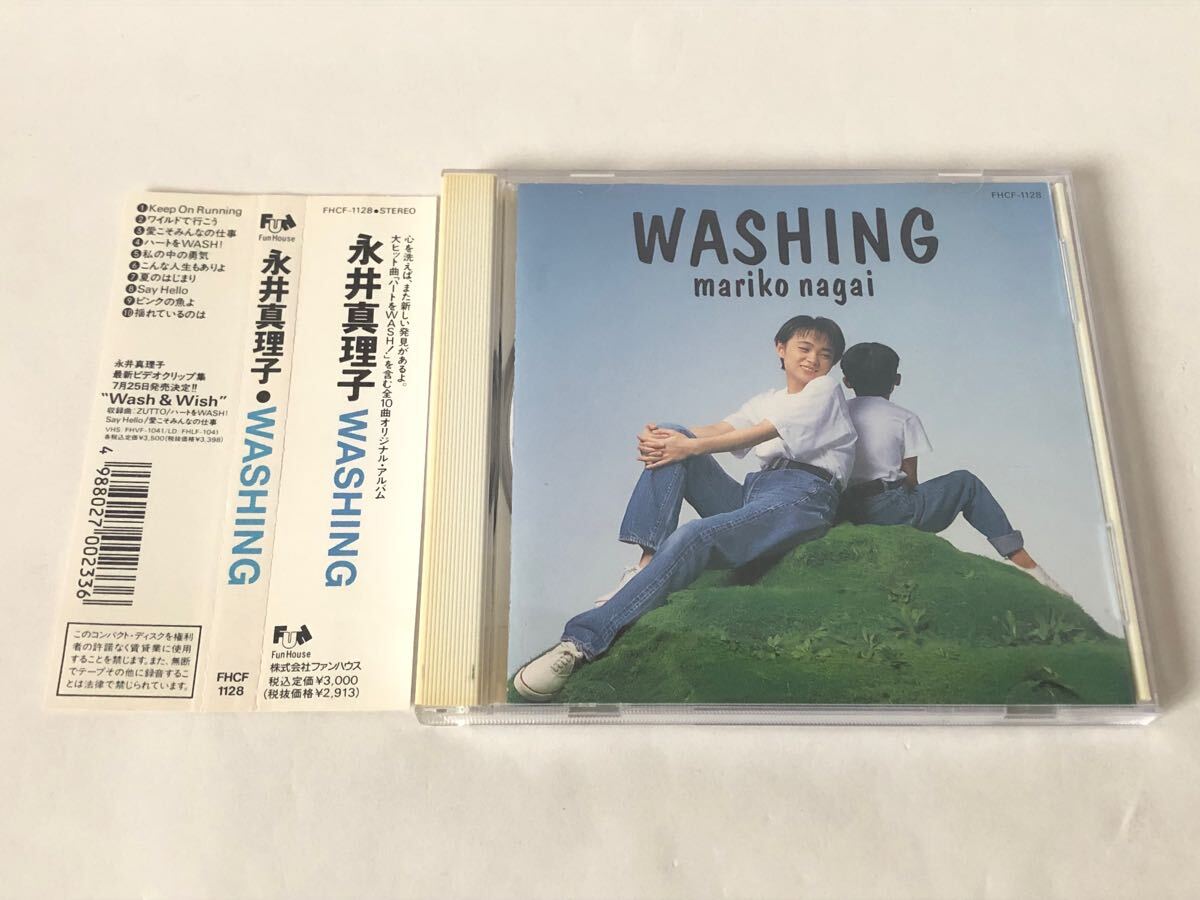 ❶Keep On Running
❷ワイルドで行こう
❸愛こそみんなの仕事
❹ハートをWASH!
❺私の中の勇気
❻こんな人生もありよ
❼夏のはじまり
❽Say Hello
❾ピンクの魚よ
❿揺れているのは
永井真理子
最新ビデオクリップ集
7月25日発売決定!!
"Wash & Wish"
収録曲:ZUTTO/ハートをWASH!
Say Hello/愛こそみんなの仕事
VHS FHVF-1041/LD FHLF-1041
各税込定価¥3,500(税抜価格¥3,398)
4988027002336
このコンパクト・ディスクを権利
者の許諾なく賃貸業に使用
することを禁じます。また、無断
でテープその他に録音するこ
とは法律で禁じられています。
Fun
Fun House
永井真理子●WASHING
FHCF
1128
FHCF-1128●STEREO
心を洗えば、また新しい発見があるよ。
大ヒット曲「ハートをWASH!」を含む全10曲オリジナル・アルバム
永井真理子 WASHING
Fun
Fun House
株式会社ファンハウス
税込定価¥3,000
(税抜価格¥2,913)
FHCF-1128
WASHING
mariko nagai